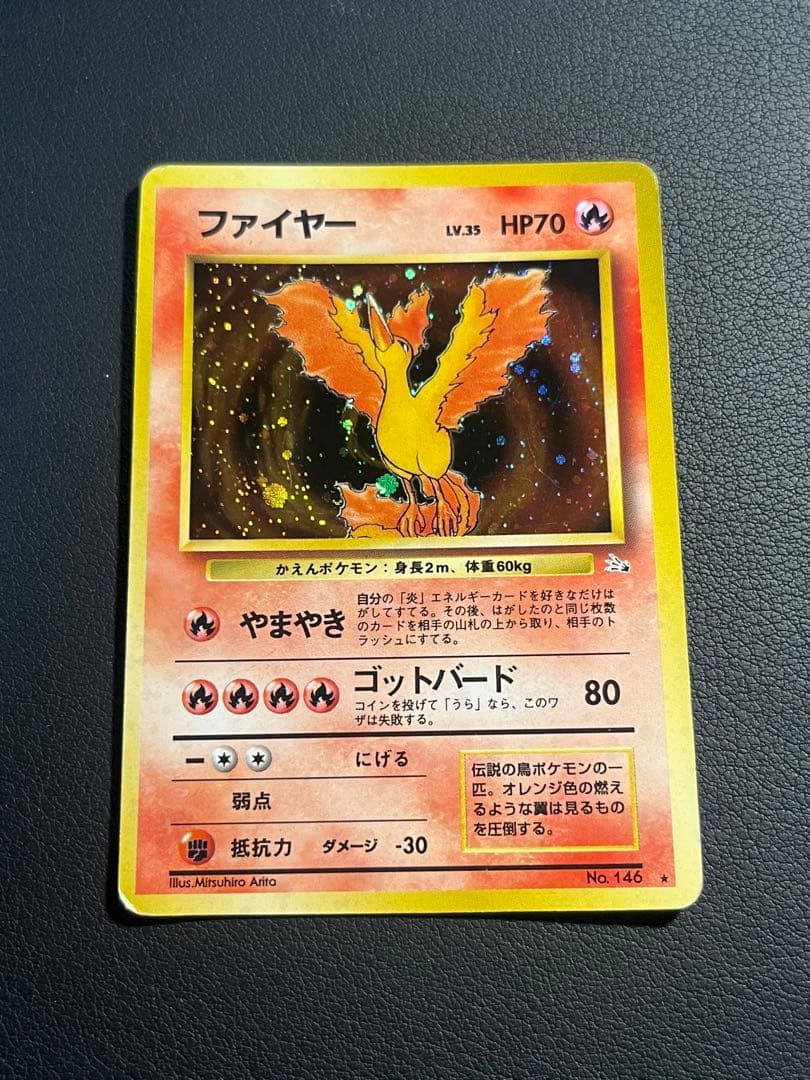 ファイヤー LV.35 HP70
かえんポケモン：身長2m、体重60kg
やまやき
自分の「炎」エネルギーカードを好きなだけは
がしてすてる。その後、はがしたのと同じ枚数
のカードを相手の山札の上から取り、相手のト
ラッシュにすてる。
ゴットバード 80
コインを投げて「うら」なら、このワ
ザは失敗する。
ー にげる
弱点
抵抗力 ダメージ -30
伝説の鳥ポケモンの一
匹。オレンジ色の燃え
るような翼は見るもの
を圧倒する。
Illus.Mitsuhiro Arita No. 146 ★